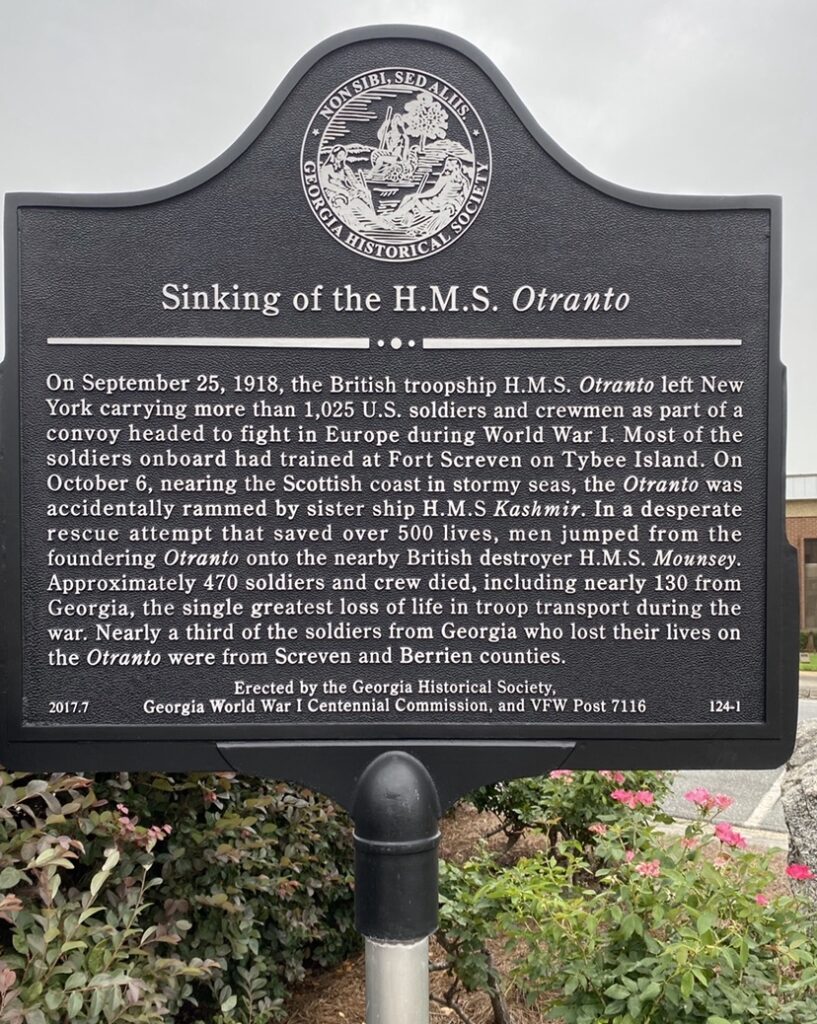 NON SIBI, SED ALIIS.
GEORGIA HISTORICAL SOCIETY
Sinking of the H.M.S. Otranto
On September 25, 1918, the British troopship H.M.S. Otranto left New
York carrying more than 1,025 U.S. soldiers and crewmen as part of a
convoy headed to fight in Europe during World War I. Most of the
soldiers onboard had trained at Fort Screven on Tybee Island. On
October 6, nearing the Scottish coast in stormy seas, the Otranto was
accidentally rammed by sister ship H.M.S Kashmir. In a desperate
rescue attempt that saved over 500 lives, men jumped from the
foundering Otranto onto the nearby British destroyer H.M.S. Mounsey.
Approximately 470 soldiers and crew died, including nearly 130 from
Georgia, the single greatest loss of life in troop transport during the
war. Nearly a third of the soldiers from Georgia who lost their lives on
the Otranto were from Screven and Berrien counties.
Erected by the Georgia Historical Society,
2017.7 Georgia World War I Centennial Commission, and VFW Post 7116 124-1